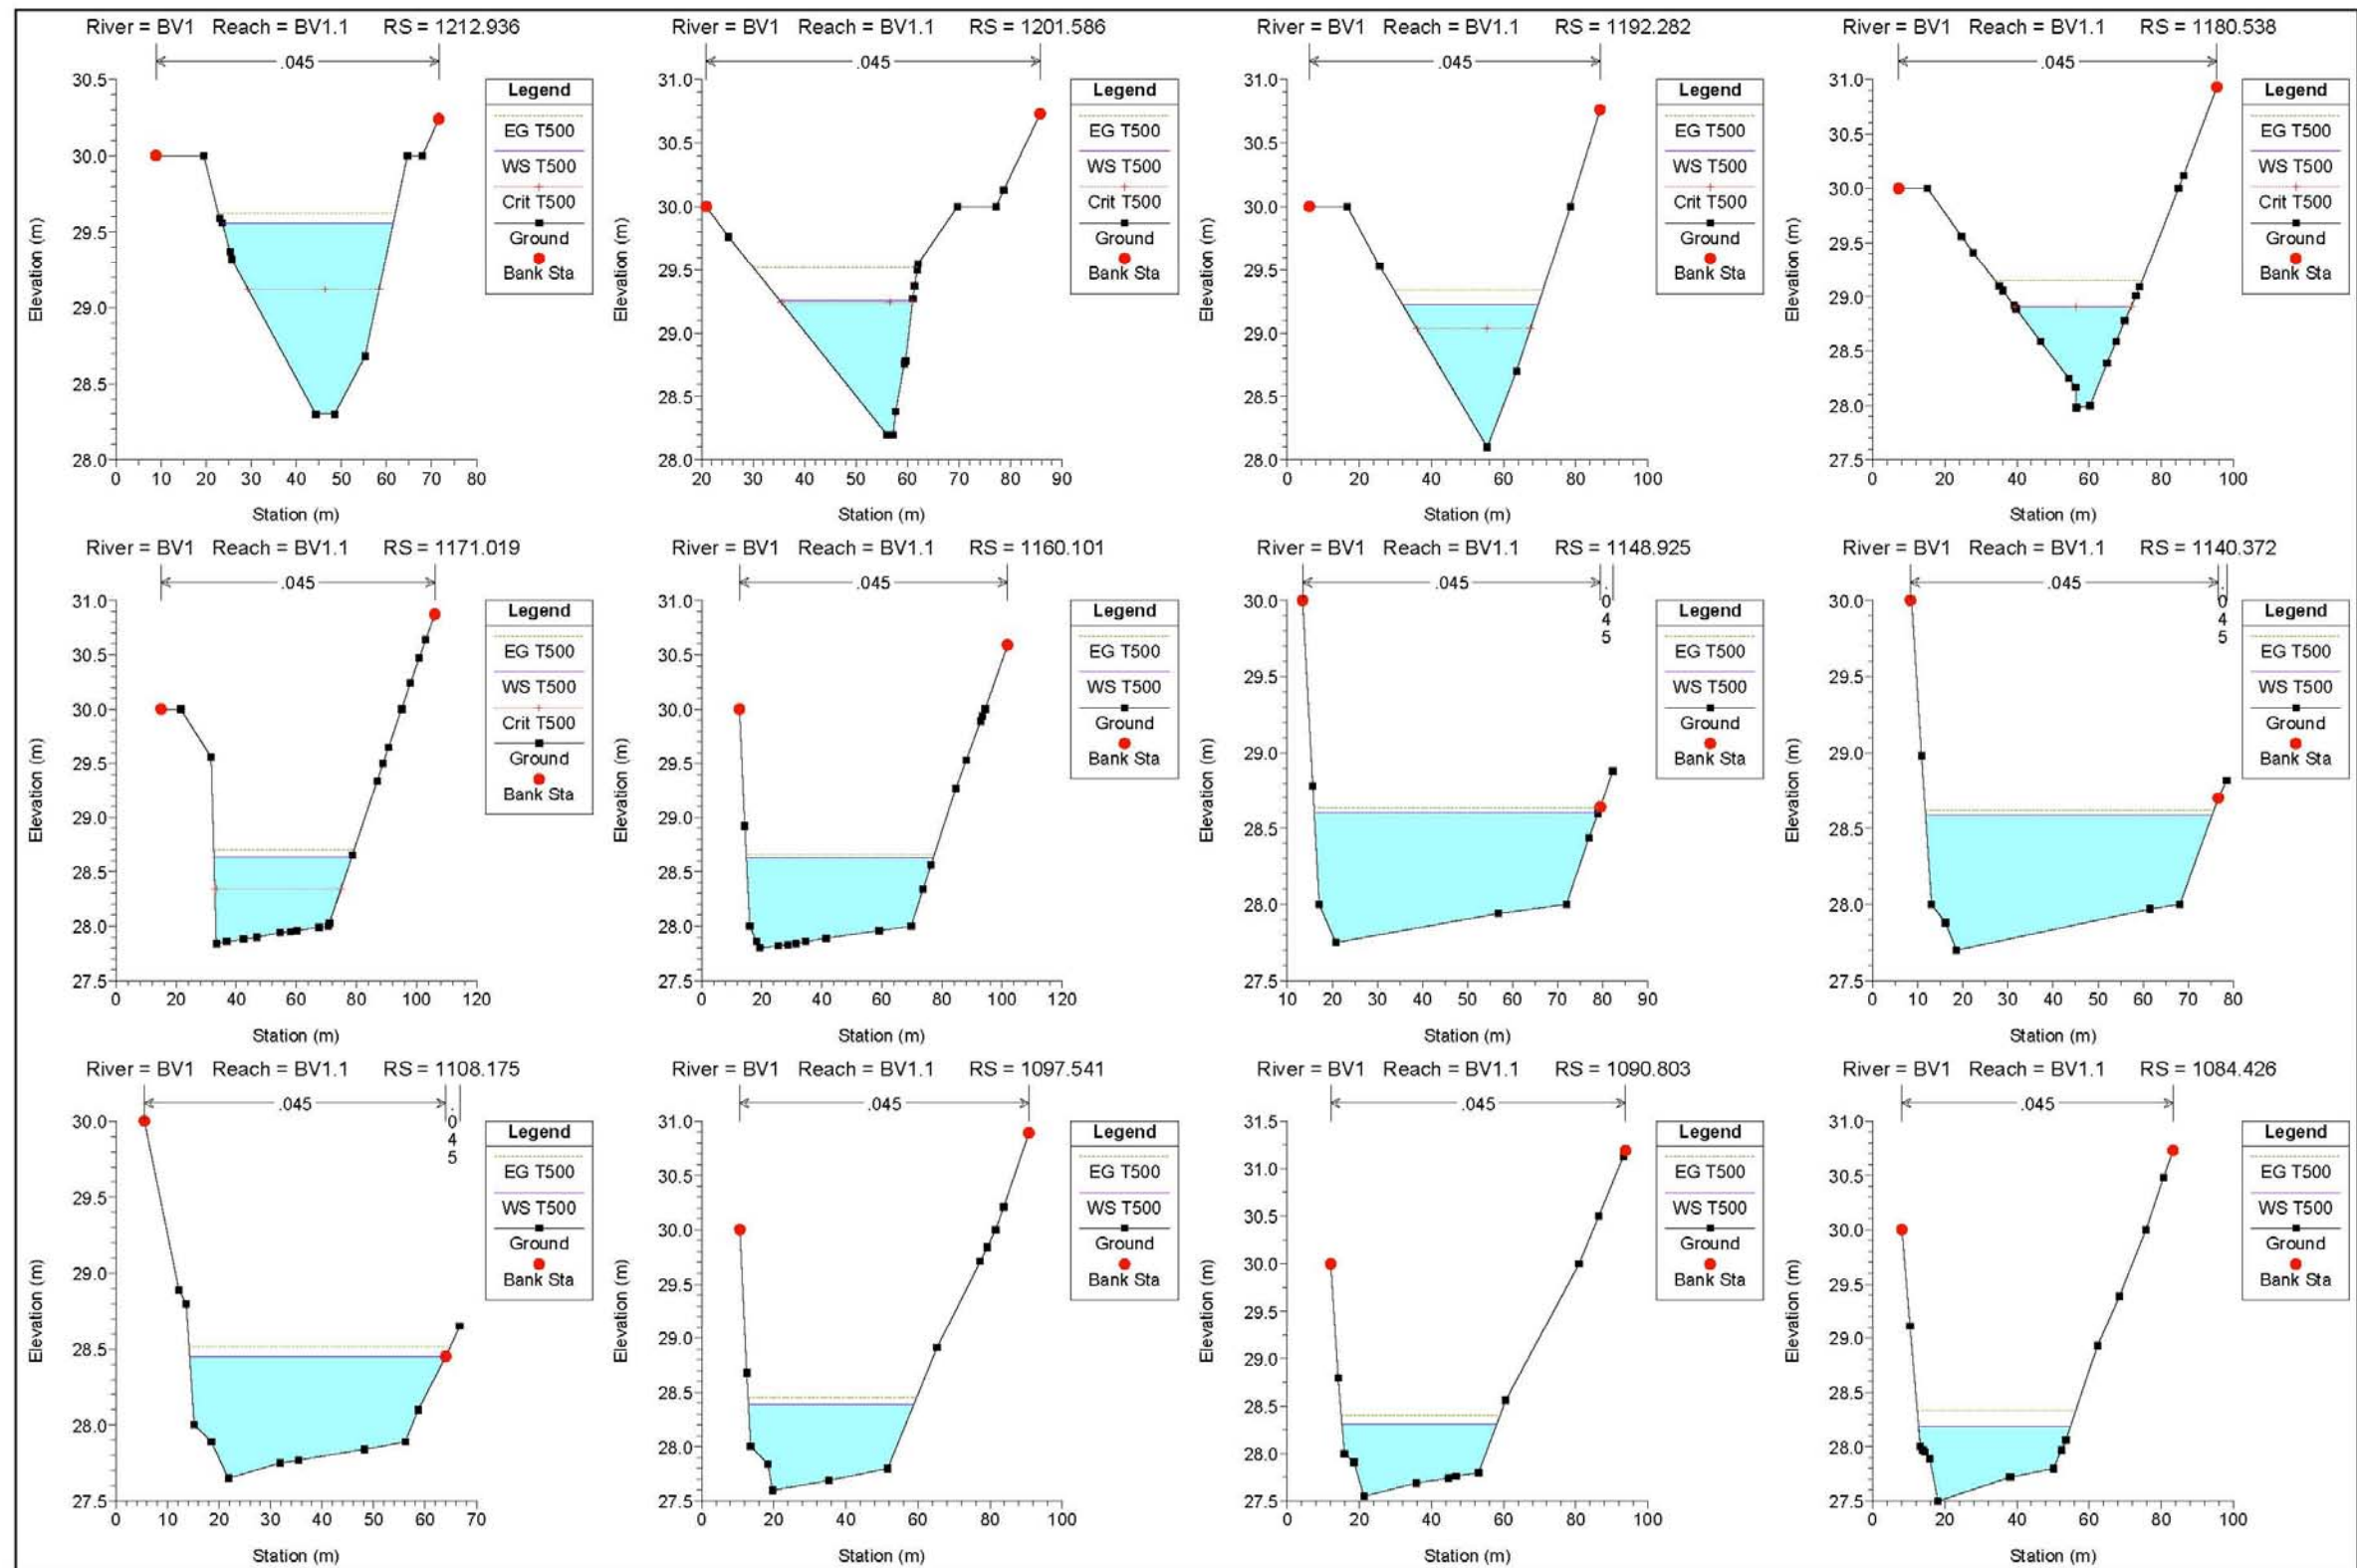 River = BV1 Reach = BV1.1 RS = 1212.936
.045
30.5
30.0
29.5
29.0
28.5
28.0
0 10 20 30 40 50 60 70 80
Elevation (m)
Station (m)
Legend
EG T500
WS T500
Crit T500
Ground
Bank Sta
River = BV1 Reach = BV1.1 RS = 1201.586
.045
31.0
30.5
30.0
29.5
29.0
28.5
28.0
20 30 40 50 60 70 80 90
Elevation (m)
Station (m)
Legend
EG T500
WS T500
Crit T500
Ground
Bank Sta
River = BV1 Reach = BV1.1 RS = 1192.282
.045
31.0
30.5
30.0
29.5
29.0
28.5
28.0
0 20 40 60 80 100
Elevation (m)
Station (m)
Legend
EG T500
WS T500
Crit T500
Ground
Bank Sta
River = BV1 Reach = BV1.1 RS = 1180.538
.045
31.0
30.5
30.0
29.5
29.0
28.5
28.0
27.5
0 20 40 60 80 100
Elevation (m)
Station (m)
Legend
EG T500
WS T500
Crit T500
Ground
Bank Sta
River = BV1 Reach = BV1.1 RS = 1171.019
.045
31.0
30.5
30.0
29.5
29.0
28.5
28.0
27.5
0 20 40 60 80 100 120
Elevation (m)
Station (m)
Legend
EG T500
WS T500
Crit T500
Ground
Bank Sta
River = BV1 Reach = BV1.1 RS = 1160.101
.045
31.0
30.5
30.0
29.5
29.0
28.5
28.0
27.5
0 20 40 60 80 100 120
Elevation (m)
Station (m)
Legend
EG T500
WS T500
Ground
Bank Sta
River = BV1 Reach = BV1.1 RS = 1148.925
.045
.
0
4
5
30.0
29.5
29.0
28.5
28.0
27.5
10 20 30 40 50 60 70 80 90
Elevation (m)
Station (m)
Legend
EG T500
WS T500
Ground
Bank Sta
River = BV1 Reach = BV1.1 RS = 1140.372
.045
.
0
4
5
30.0
29.5
29.0
28.5
28.0
27.5
0 10 20 30 40 50 60 70 80
Elevation (m)
Station (m)
Legend
EG T500
WS T500
Ground
Bank Sta
River = BV1 Reach = BV1.1 RS = 1108.175
.045
.
0
4
5
30.0
29.5
29.0
28.5
28.0
27.5
0 10 20 30 40 50 60 70
Elevation (m)
Station (m)
Legend
EG T500
WS T500
Ground
Bank Sta
River = BV1 Reach = BV1.1 RS = 1097.541
.045
31.0
30.5
30.0
29.5
29.0
28.5
28.0
27.5
0 20 40 60 80 100
Elevation (m)
Station (m)
Legend
EG T500
WS T500
Ground
Bank Sta
River = BV1 Reach = BV1.1 RS = 1090.803
.045
31.5
31.0
30.5
30.0
29.5
29.0
28.5
28.0
27.5
0 20 40 60 80 100
Elevation (m)
Station (m)
Legend
EG T500
WS T500
Ground
Bank Sta
River = BV1 Reach = BV1.1 RS = 1084.426
.045
31.0
30.5
30.0
29.5
29.0
28.5
28.0
27.5
0 20 40 60 80 100
Elevation (m)
Station (m)
Legend
EG T500
WS T500
Ground
Bank Sta